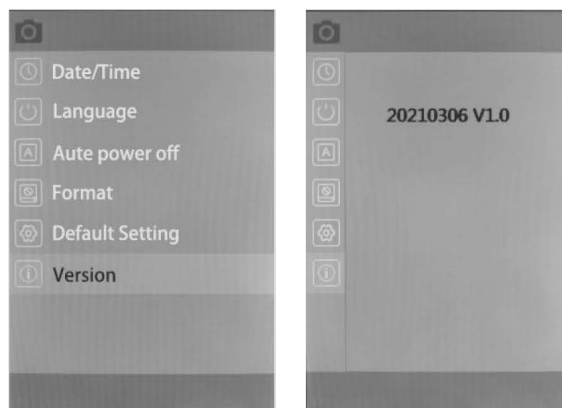 Date/Time
Language
Aute power off
Format
Default Setting
Version
20210306 V1.0